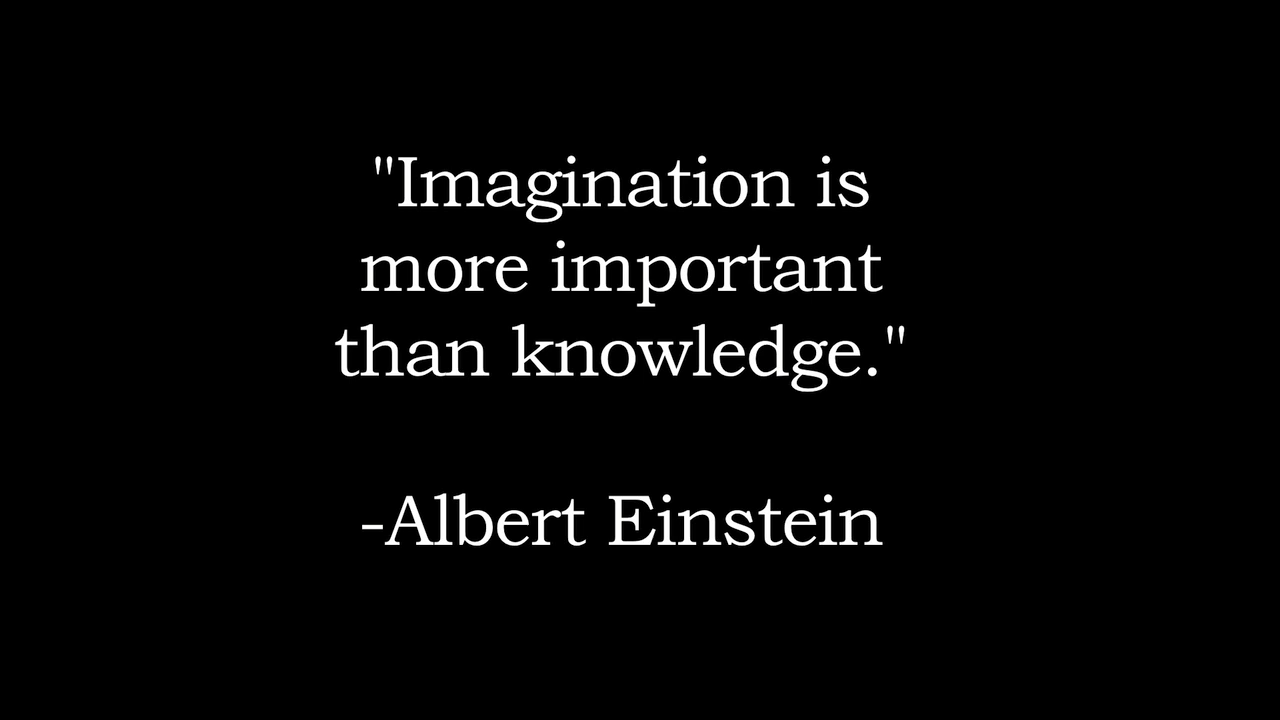 "Imagination is
more important
than knowledge."
-Albert Einstein